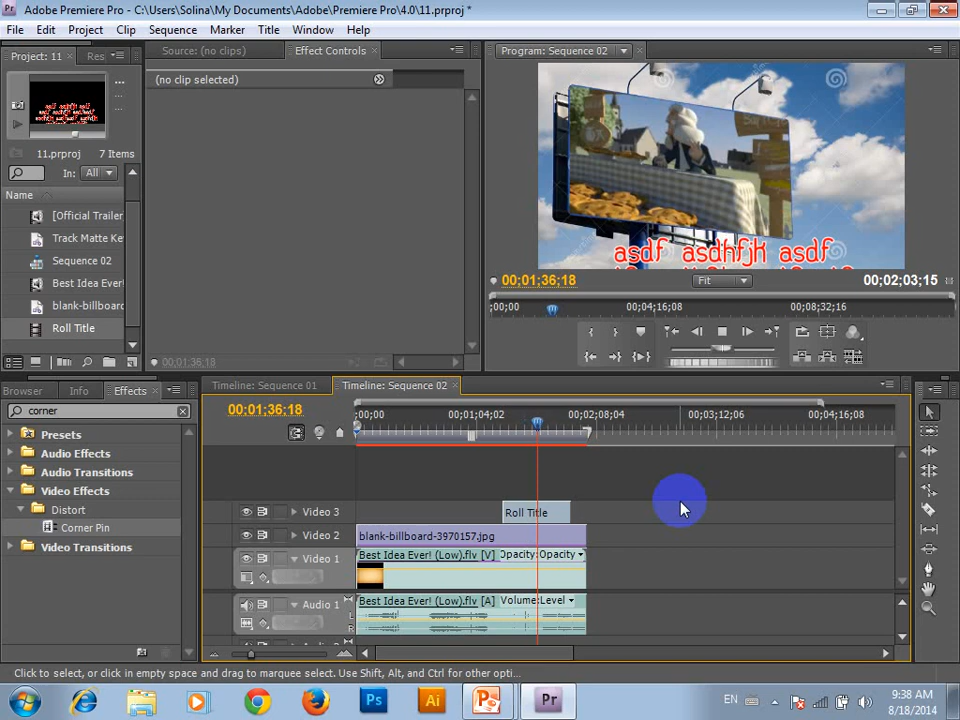 Adobe Premiere Pro - C:\Users\Solina\My Documents\Adobe\Premiere Pro\4.0\11.prproj *
File Edit Project Clip Sequence Marker Title Window Help
Project: 11 Res
11.prproj 7 Items
In: All
Name
[Official Trailer
Track Matte Ke
Sequence 02
Best Idea Ever!
blank-billboard
Roll Title
Source: (no clips) Effect Controls
(no clip selected)
00;01;36;18
Program: Sequence 02
asdf asdhfjk asdf
00;01;36;18 Fit 00;02;03;15
;00;00 00;04;16;08 00;08;32;16
Browser Info Effects
corner
Presets
Audio Effects
Audio Transitions
Video Effects
Distort
Corner Pin
Video Transitions
Timeline: Sequence 01 Timeline: Sequence 02
00;01;36;18
;00;00 00;01;04;02 00;02;08;04 00;03;12;06 00;04;16;08
Video 3 Roll Title
Video 2 blank-billboard-3970157.jpg
Video 1 Best Idea Ever! (Low).flv [V] Opacity:Opacity
Audio 1 Best Idea Ever! (Low).flv [A] Volume:Level
L
R
Click to select, or click in empty space and drag to marquee select. Use Shift, Alt, and Ctrl for other opti...
Ps Ai Pr EN 9:38 AM
8/18/2014